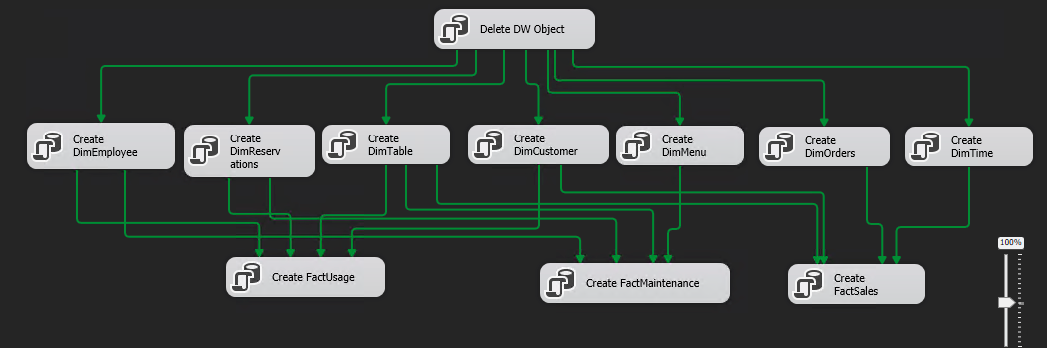 Delete DW Object
Create
DimEmployee
Create
DimReserv
ations
Create
DimTable
Create
DimCustomer
Create
DimMenu
Create
DimOrders
Create
DimTime
100%
Create FactUsage
Create FactMaintenance
Create
FactSales